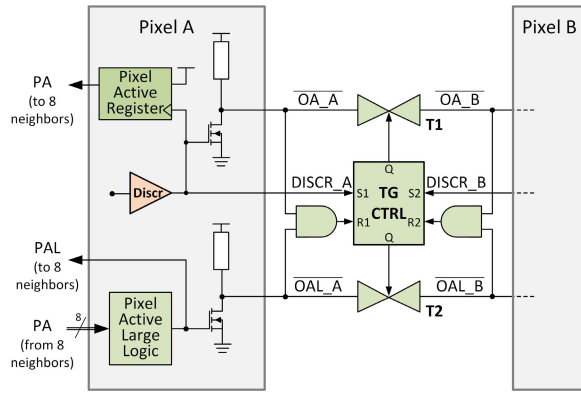 Pixel A
Pixel B
PA
(to 8
neighbors)
Pixel
Active
Register
OA_A
OA_B
T1
Q
Discr
DISCR_A
S1
TG
S2
DISCR_B
CTRL
R1
R2
Q
PAL
(to 8
neighbors)
OAL_A
OAL_B
T2
PA
(from 8
neighbors)
8
Pixel
Active
Large
Logic